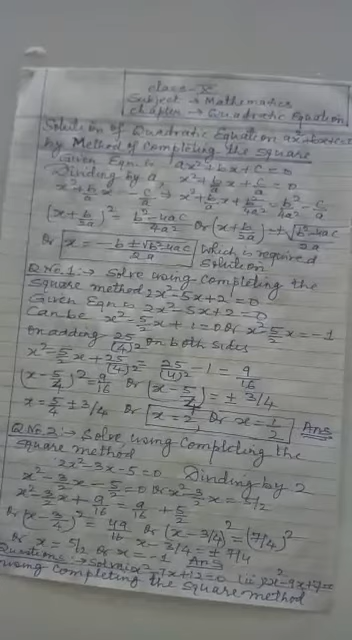 class - X
Subject → Mathematics
chapter → Quadratic Equation
Solution of Quadratic Equation ax²+bx+c=0
by Method of Completing the square
Given Eqn is ax²+bx+c=0
Dividing by a, x²+b/a x+c/a=0
x²+b/a x = -c/a ⇒ x²+b/a x+b²/4a²=b²/4a²-c/a
(x+b/2a)²=b²-4ac/4a² Or (x+b/2a)=±√b²-4ac/2a
Or x = -b±√b²-4ac/2a which is required
Solution
Q No. 1:→ Solve using completing the
square method 2x²-5x+2=0
Given Eqn is 2x²-5x+2=0
Can be x²-5/2x+1=0 Or x²-5/2x=-1
on adding 25/(4)² on both sides
x²-5/2x+25/(4)²=25/(4)²-1=9/16
(x-5/4)²=9/16 Or (x-5/4)=±3/4
x=5/4±3/4 Or x=2 Or x=1/2 Ans
Q No. 2:→ Solve using Completing the
square method
2x²-3x-5=0 Dividing by 2
x²-3/2x-5/2=0 Or x²-3/2x=5/2
x²-3/2x+9/16=9/16+5/2
Or (x-3/4)²=49/16 Or (x-3/4)²=(7/4)²
x-3/4=±7/4
Or x=5/2 or x=-1 Ans
Questions → Solve x²-7x+12=0 (ii) 2x²-9x+7=0
using completing the square method